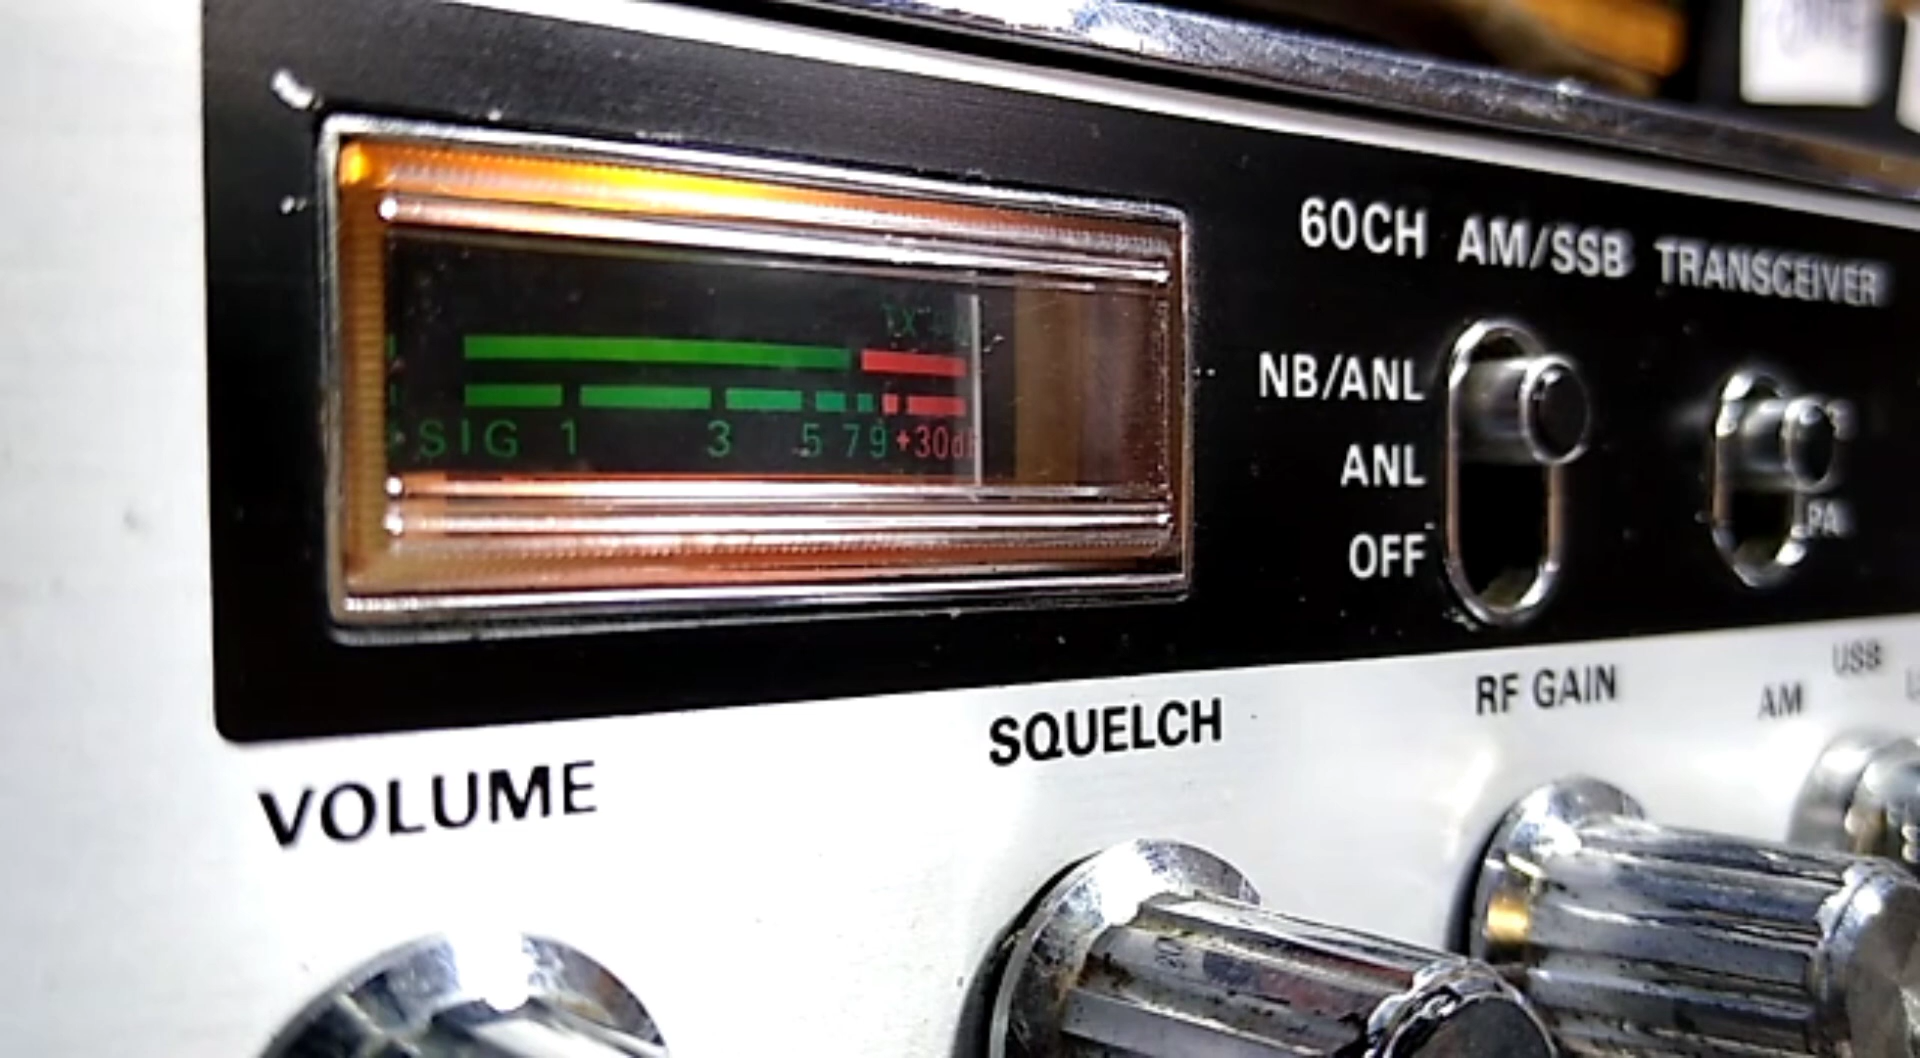 60CH AM/SSB TRANSCEIVER
TX
SIG 1 3 5 7 9 +30dB
NB/ANL
ANL
OFF
PA
VOLUME
SQUELCH
RF GAIN
AM
USB